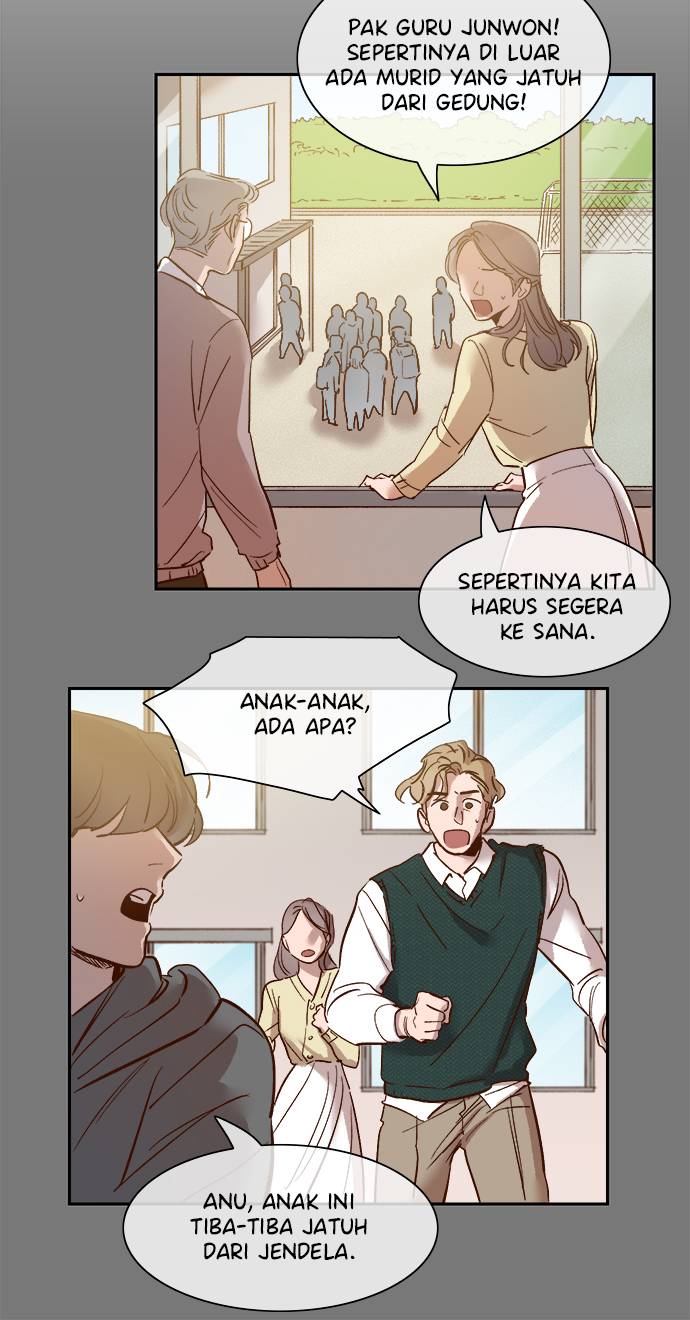 PAK GURU JUNWON!
SEPERTINYA DI LUAR
ADA MURID YANG JATUH
DARI GEDUNG!
SEPERTINYA KITA
HARUS SEGERA
KE SANA.
ANAK-ANAK,
ADA APA?
ANU, ANAK INI
TIBA-TIBA JATUH
DARI JENDELA.